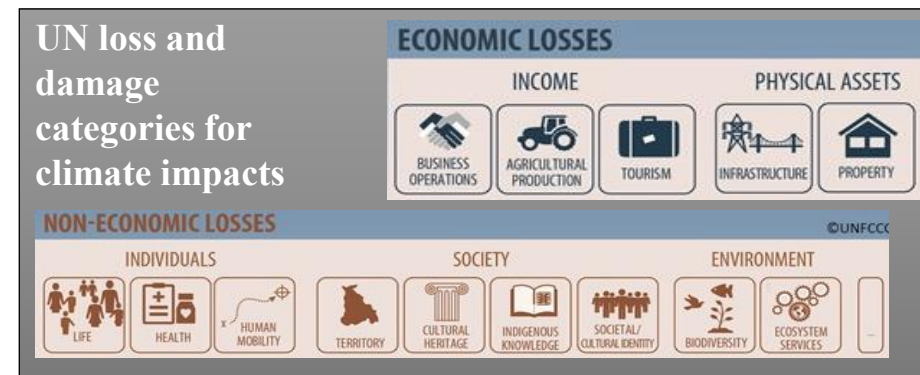 UN loss and
damage
categories for
climate impacts
ECONOMIC LOSSES
INCOME
PHYSICAL ASSETS
BUSINESS
OPERATIONS
AGRICULTURAL
PRODUCTION
TOURISM
INFRASTRUCTURE
PROPERTY
NON-ECONOMIC LOSSES
©UNFCCC
INDIVIDUALS
SOCIETY
ENVIRONMENT
LIFE
HEALTH
HUMAN
MOBILITY
TERRITORY
CULTURAL
HERITAGE
INDIGENOUS
KNOWLEDGE
SOCIETAL/
CULTURAL IDENTITY
BIODIVERSITY
ECOSYSTEM
SERVICES
...